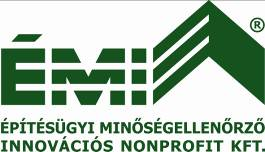 ÉMI®
ÉPÍTÉSÜGYI MINŐSÉGELLENŐRZŐ
INNOVÁCIÓS NONPROFIT KFT.